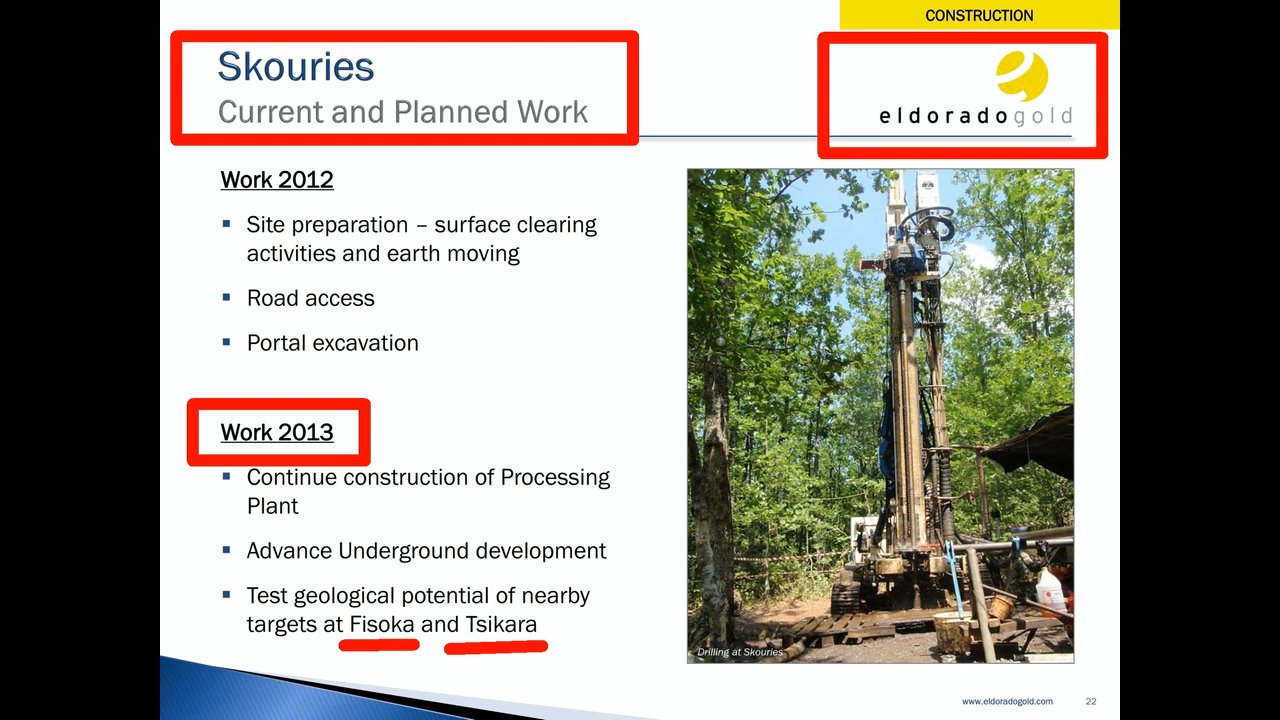 CONSTRUCTION
Skouries
Current and Planned Work
eldoradogold
Work 2012
▪ Site preparation – surface clearing
activities and earth moving
▪ Road access
▪ Portal excavation
Work 2013
▪ Continue construction of Processing
Plant
▪ Advance Underground development
▪ Test geological potential of nearby
targets at Fisoka and Tsikara
Drilling at Skouries
www.eldoradogold.com 22